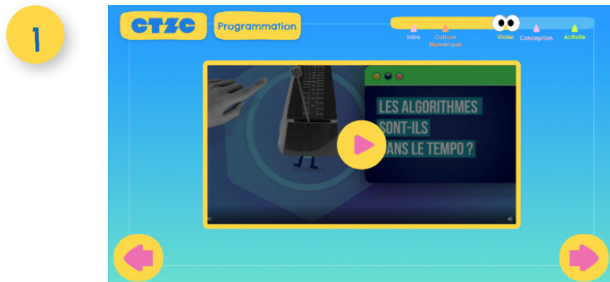 1
CTZC
Programmation
Intro
Culture
Numérique
Vidéo
Conception
Activité
LES ALGORITHMES
SONT-ILS
DANS LE TEMPO ?